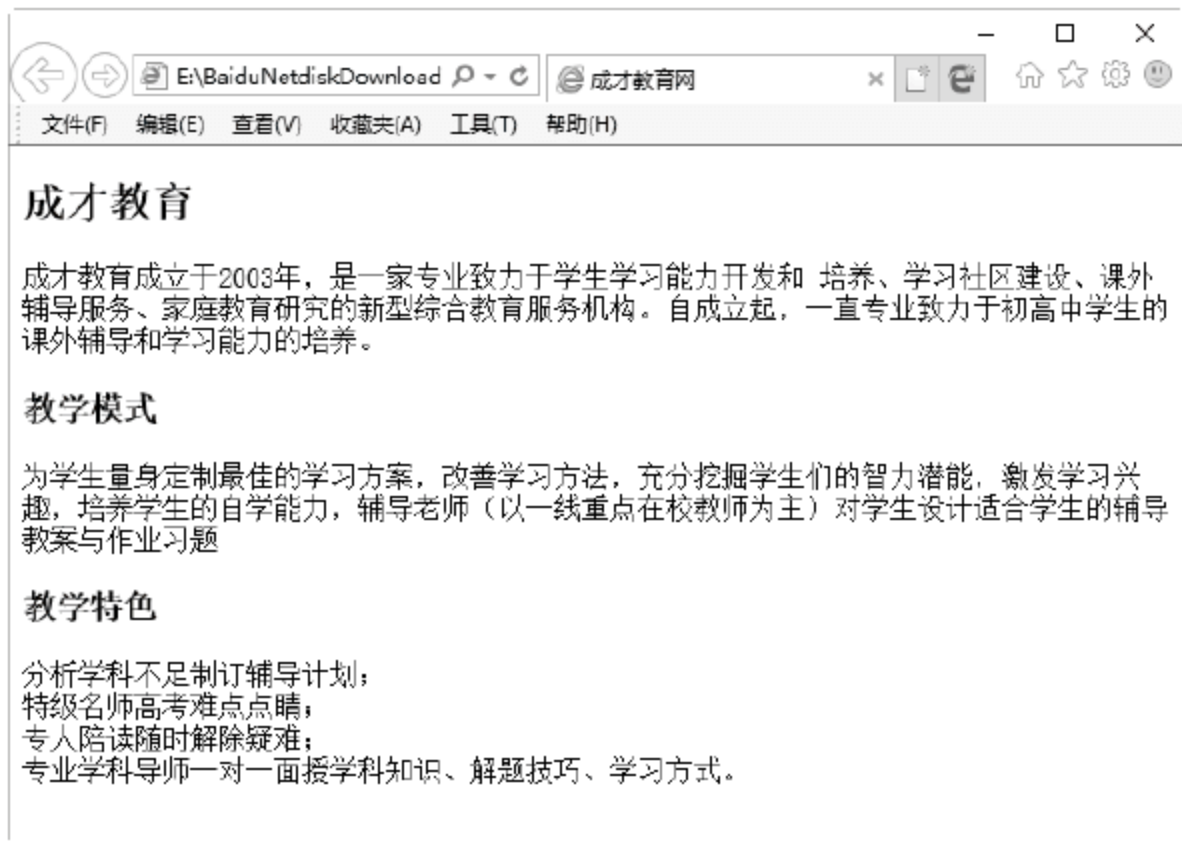 E:\BaiduNetdiskDownload
成才教育网
文件(F) 编辑(E) 查看(V) 收藏夹(A) 工具(T) 帮助(H)
成才教育
成才教育成立于2003年，是一家专业致力于学生学习能力开发和 培养、学习社区建设、课外
辅导服务、家庭教育研究的新型综合教育服务机构。自成立起，一直专业致力于初高中学生的
课外辅导和学习能力的培养。
教学模式
为学生量身定制最佳的学习方案，改善学习方法，充分挖掘学生们的智力潜能，激发学习兴
趣，培养学生的自学能力，辅导老师（以一线重点在校教师为主）对学生设计适合学生的辅导
教案与作业习题
教学特色
分析学科不足制订辅导计划；
特级名师高考难点点睛；
专人陪读随时解除疑难；
专业学科导师一对一面授学科知识、解题技巧、学习方式。